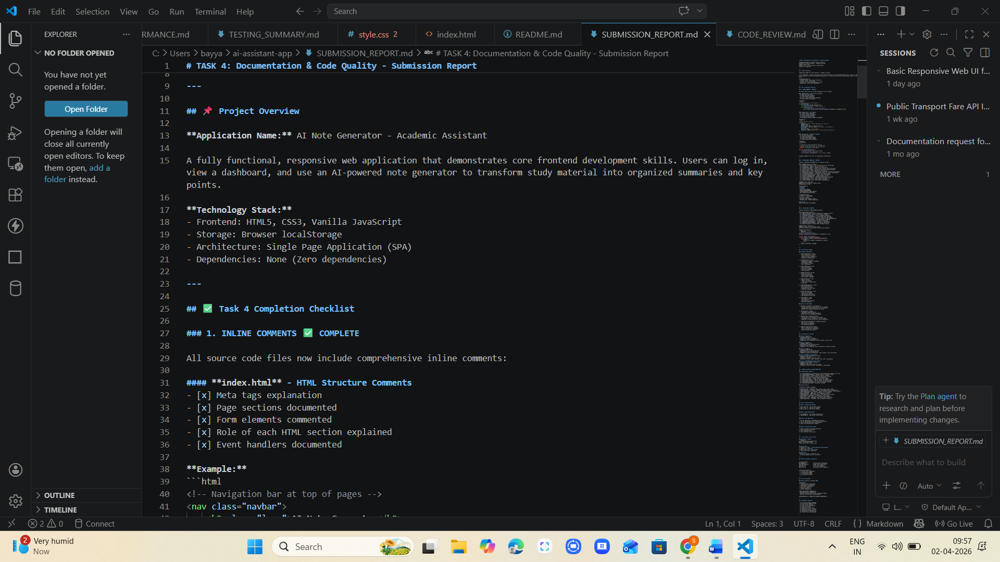 File Edit Selection View Go Run Terminal Help
Search
EXPLORER
NO FOLDER OPENED
You have not yet
opened a folder.
Open Folder
Opening a folder will
close all currently
open editors. To keep
them open, add a
folder instead.
OUTLINE
TIMELINE
RMANCE.md
TESTING_SUMMARY.md
# style.css 2
<> index.html
README.md
SUBMISSION_REPORT.md
CODE_REVIEW.md
C: > Users > bayya > ai-assistant-app > SUBMISSION_REPORT.md > abc # TASK 4: Documentation & Code Quality - Submission Report
1 # TASK 4: Documentation & Code Quality - Submission Report
8
9 ---
10
11 ## 📌 Project Overview
12
13 **Application Name:** AI Note Generator - Academic Assistant
14
15 A fully functional, responsive web application that demonstrates core frontend development skills. Users can log in,
view a dashboard, and use an AI-powered note generator to transform study material into organized summaries and key
points.
16
17 **Technology Stack:**
18 - Frontend: HTML5, CSS3, Vanilla JavaScript
19 - Storage: Browser localStorage
20 - Architecture: Single Page Application (SPA)
21 - Dependencies: None (Zero dependencies)
22
23 ---
24
25 ## ✅ Task 4 Completion Checklist
26
27 ### 1. INLINE COMMENTS ✅ COMPLETE
28
29 All source code files now include comprehensive inline comments:
30
31 #### **index.html** - HTML Structure Comments
32 - [x] Meta tags explanation
33 - [x] Page sections documented
34 - [x] Form elements commented
35 - [x] Role of each HTML section explained
36 - [x] Event handlers documented
37
38 **Example:**
39 ```html
40 <!-- Navigation bar at top of pages -->
41 <nav class="navbar">
SESSIONS
Basic Responsive Web UI f...
1 day ago
Public Transport Fare API I...
1 wk ago
Documentation request fo...
1 mo ago
MORE 1
Tip: Try the Plan agent to
research and plan before
implementing changes.
SUBMISSION_REPORT.md
Describe what to build
Auto
L... Default Ap...
2 0 Connect
Ln 1, Col 1 Spaces: 3 UTF-8 CRLF {} Markdown Go Live
2 Very humid
Now
Search
S
W
ENG
IN
09:57
02-04-2026